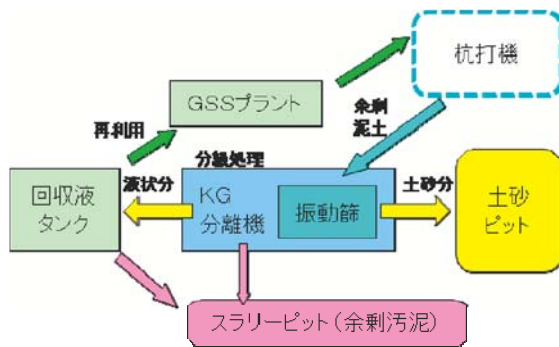 杭打機
GSSプラント
余剰
泥土
再利用
分級処理
回収液
タンク
液状分
KG
分離機
振動篩
土砂分
土砂
ピット
スラリーピット(余剰汚泥)